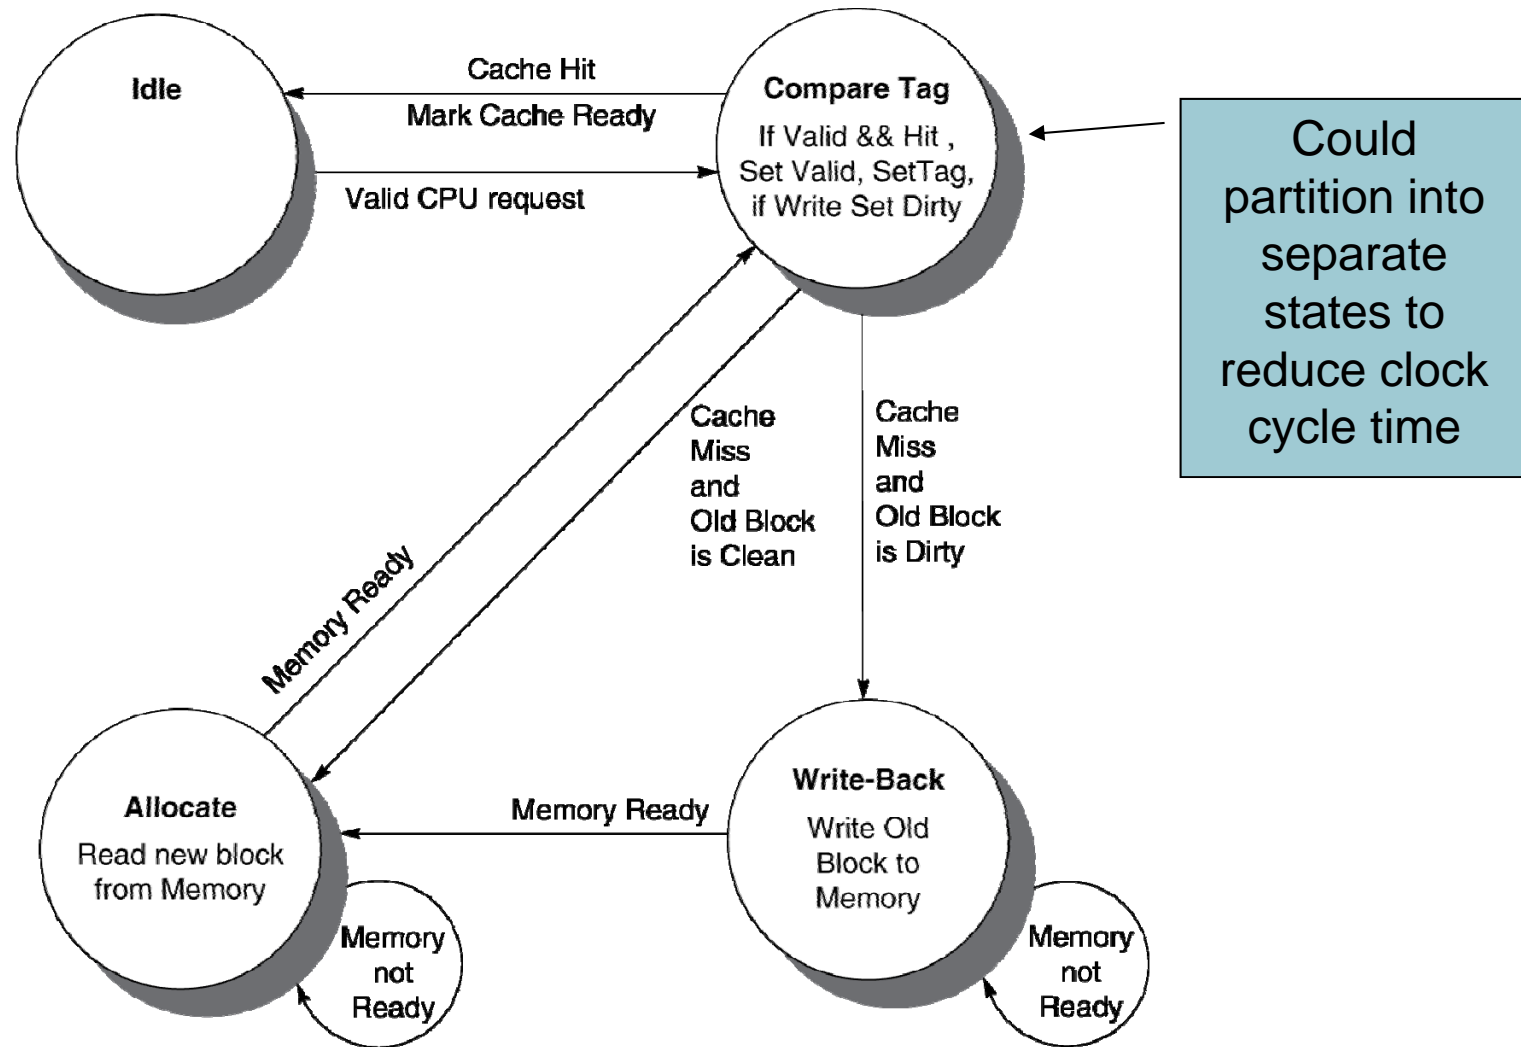 Idle
Cache Hit
Mark Cache Ready
Valid CPU request
Compare Tag
If Valid && Hit ,
Set Valid, SetTag,
if Write Set Dirty
Could
partition into
separate
states to
reduce clock
cycle time
Cache
Miss
and
Old Block
is Clean
Cache
Miss
and
Old Block
is Dirty
Memory Ready
Allocate
Read new block
from Memory
Memory
not
Ready
Memory Ready
Write-Back
Write Old
Block to
Memory
Memory
not
Ready